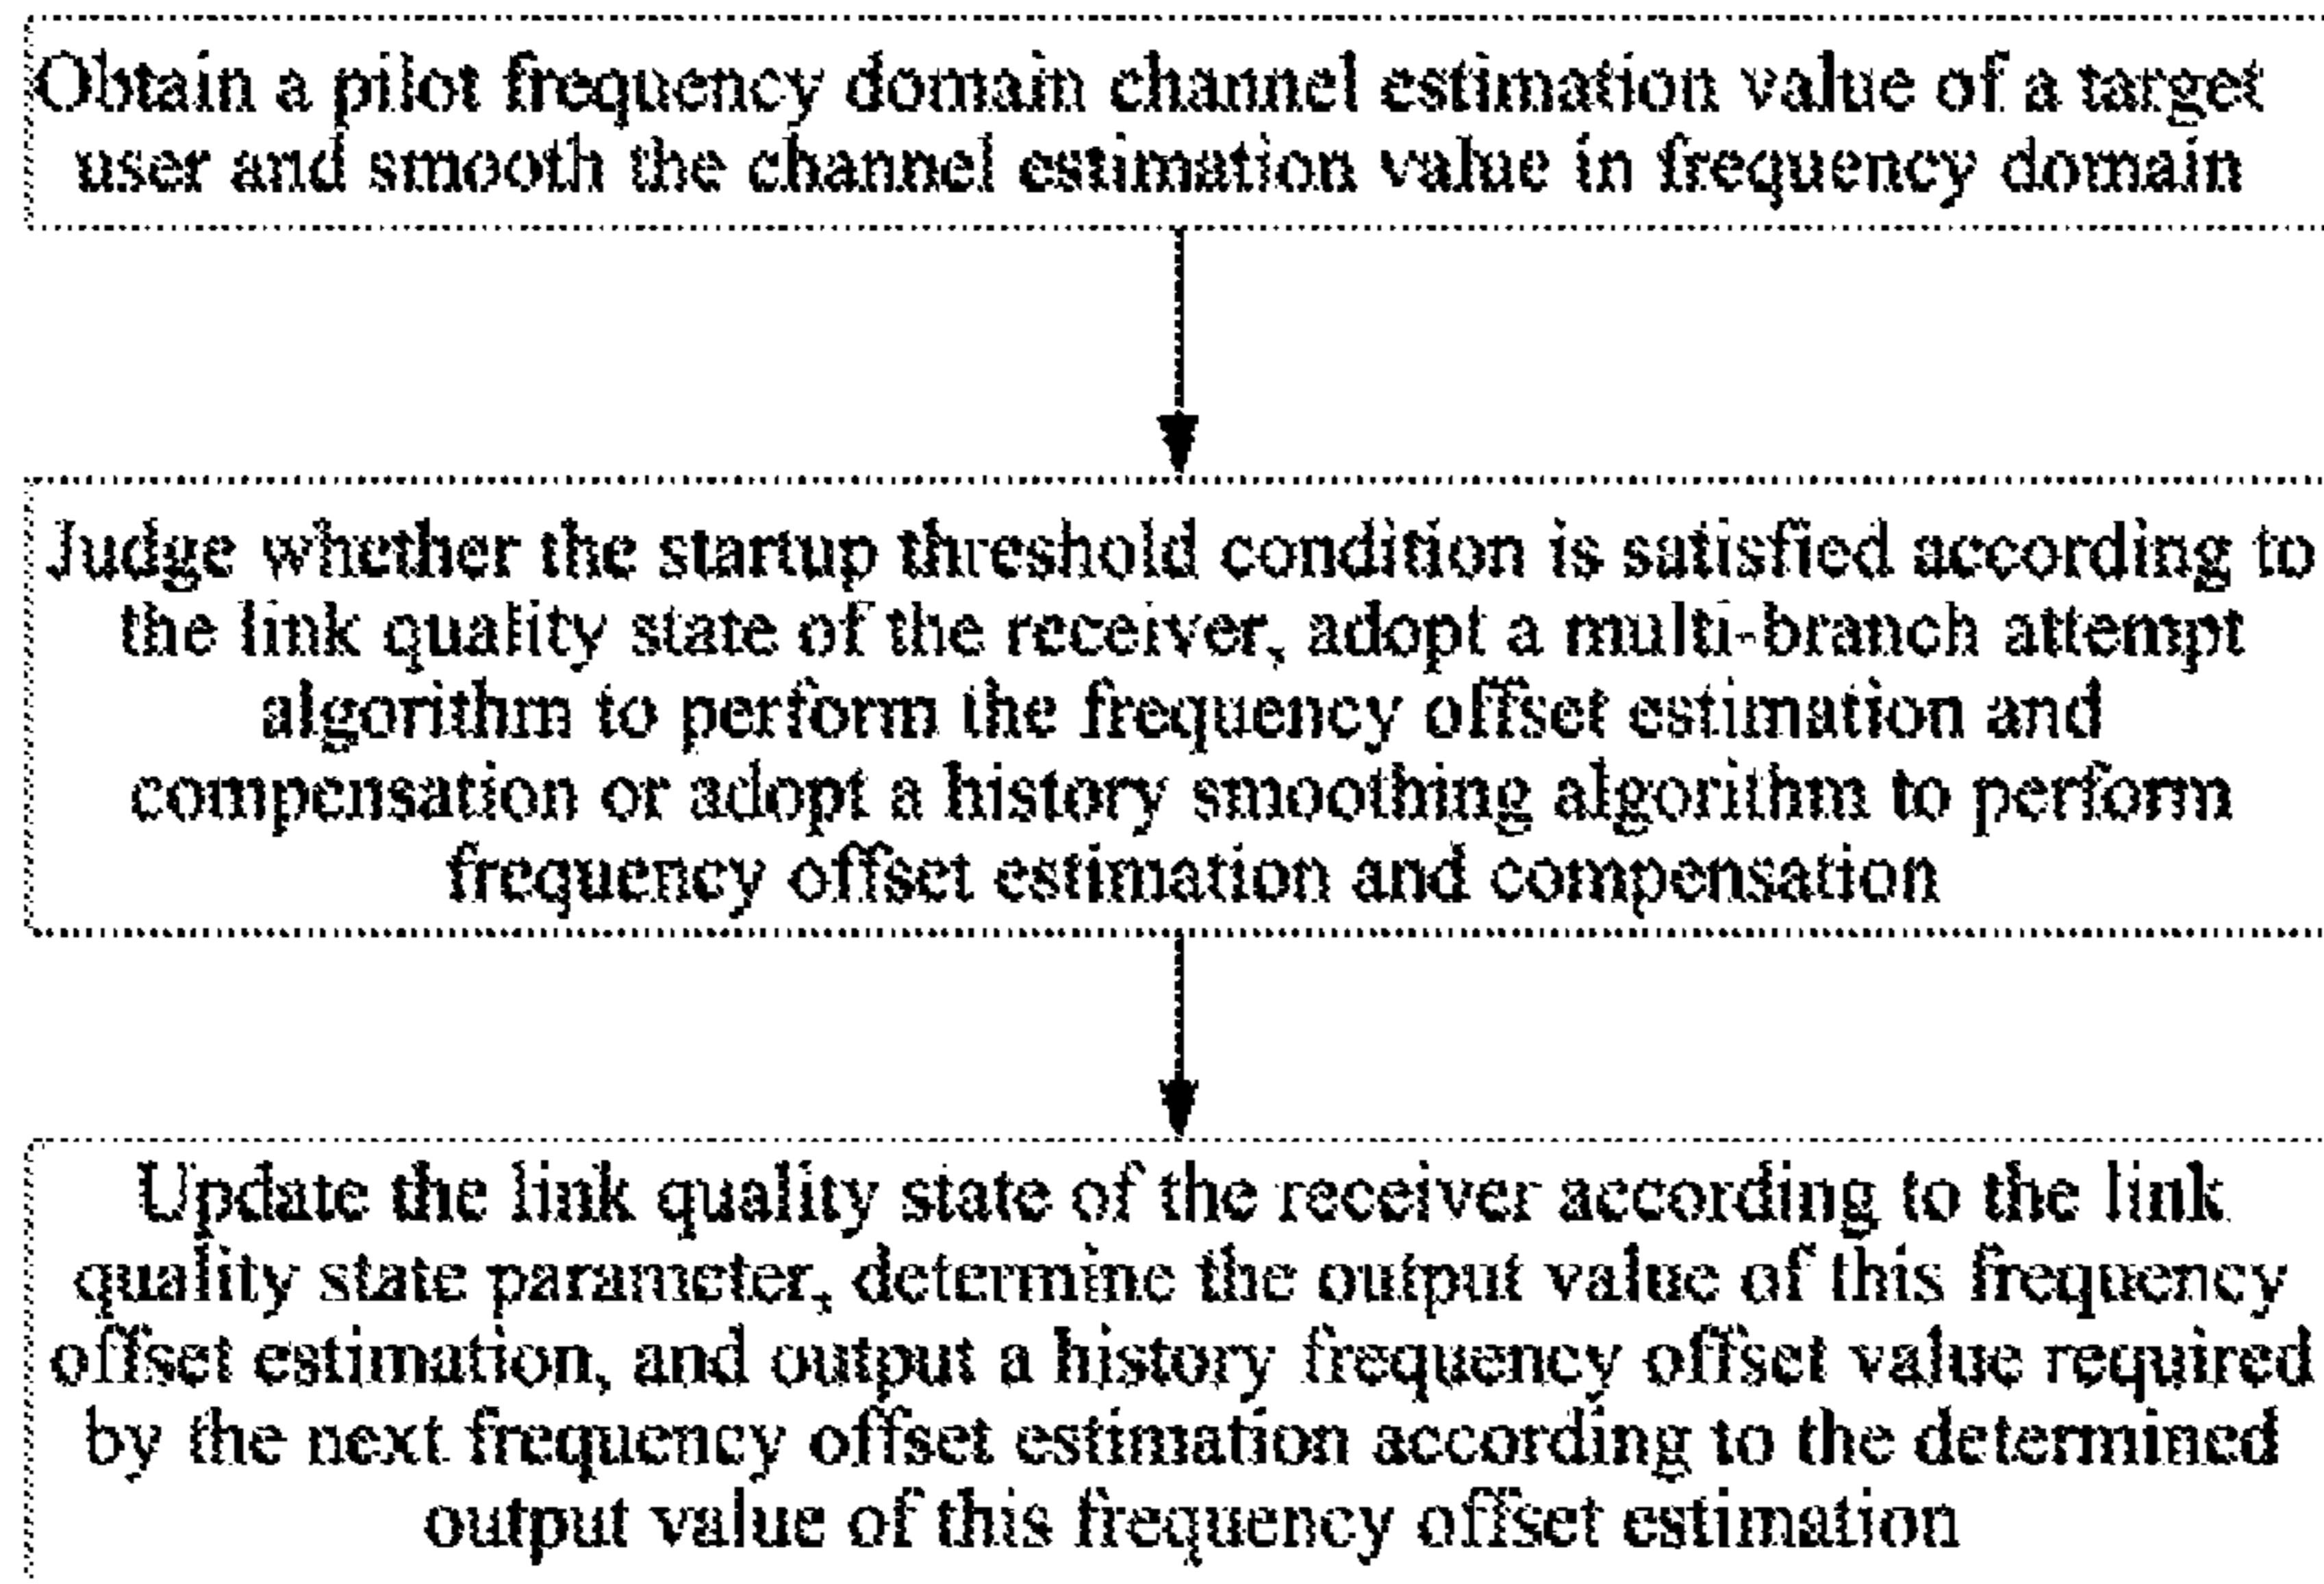 Obtain a pilot frequency domain channel estimation value of a target
user and smooth the channel estimation value in frequency domain
Judge whether the startup threshold condition is satisfied according to
the link quality state of the receiver, adopt a multi-branch attempt
algorithm to perform the frequency offset estimation and
compensation or adopt a history smoothing algorithm to perform
frequency offset estimation and compensation
Update the link quality state of the receiver according to the link
quality state parameter, determine the output value of this frequency
offset estimation, and output a history frequency offset value required
by the next frequency offset estimation according to the determined
output value of this frequency offset estimation